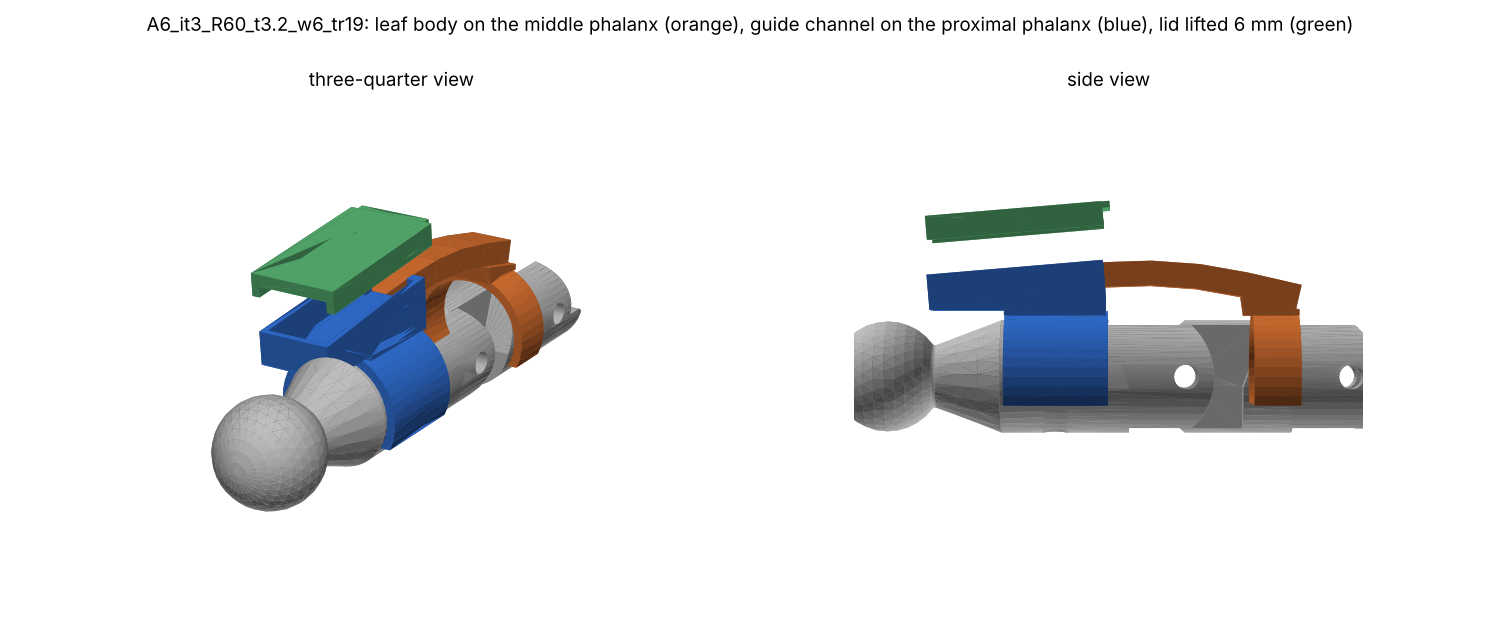 A6_it3_R60_t3.2_w6_tr19: leaf body on the middle phalanx (orange), guide channel on the proximal phalanx (blue), lid lifted 6 mm (green)
three-quarter view
side view